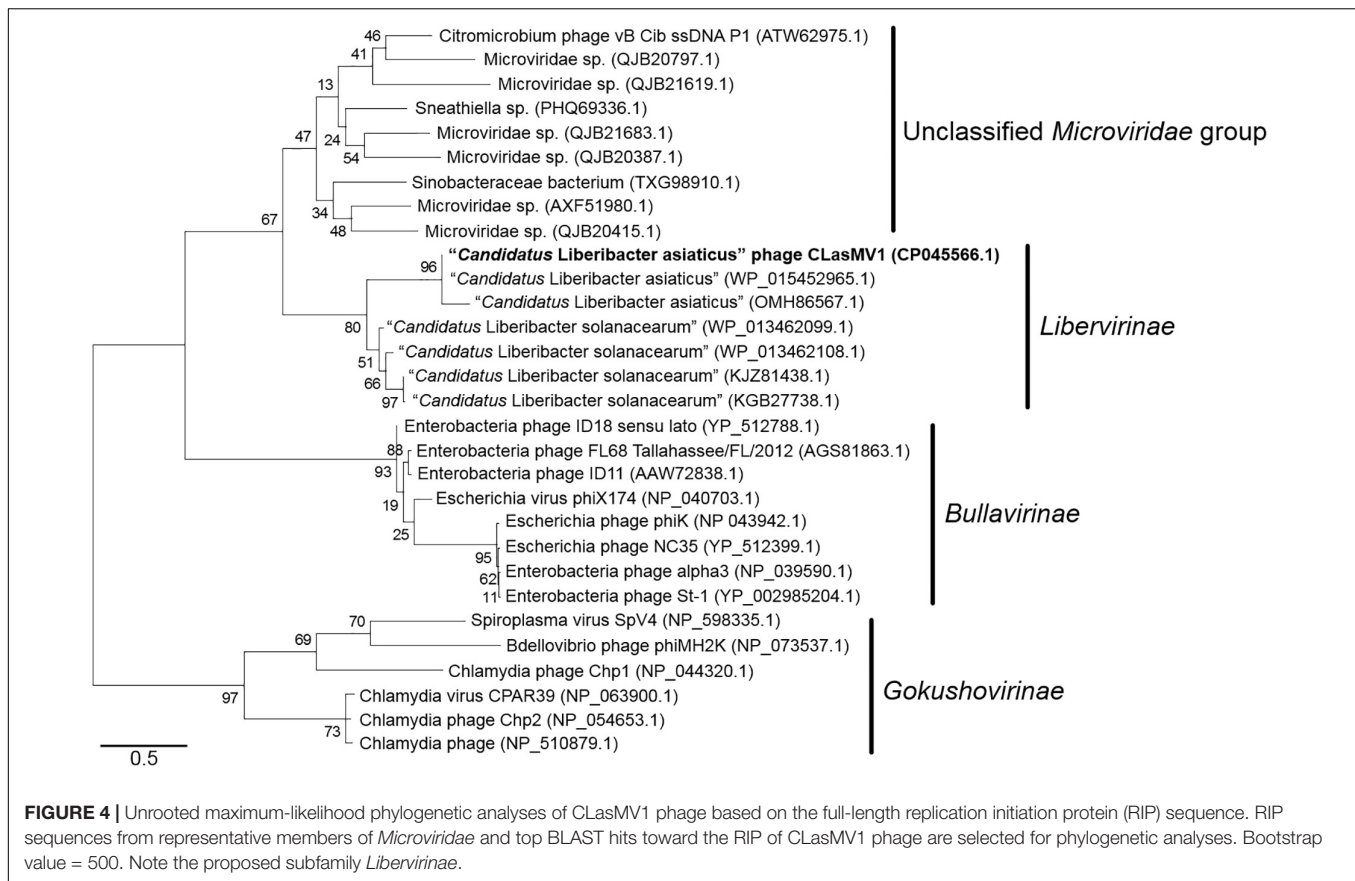 46
Citromicrobium phage vB Cib ssDNA P1 (ATW62975.1)
41
Microviridae sp. (QJB20797.1)
13
Microviridae sp. (QJB21619.1)
Sneathiella sp. (PHQ69336.1)
47
24
Microviridae sp. (QJB21683.1)
Unclassified Microviridae group
54
Microviridae sp. (QJB20387.1)
Sinobacteraceae bacterium (TXG98910.1)
34
Microviridae sp. (AXF51980.1)
67
48
Microviridae sp. (QJB20415.1)
“Candidatus Liberibacter asiaticus” phage CLasMV1 (CP045566.1)
96
“Candidatus Liberibacter asiaticus” (WP_015452965.1)
“Candidatus Liberibacter asiaticus” (OMH86567.1)
80
“Candidatus Liberibacter solanacearum” (WP_013462099.1)
Libervirinae
51
“Candidatus Liberibacter solanacearum” (WP_013462108.1)
66
“Candidatus Liberibacter solanacearum” (KJZ81438.1)
97
“Candidatus Liberibacter solanacearum” (KGB27738.1)
Enterobacteria phage ID18 sensu lato (YP_512788.1)
88
Enterobacteria phage FL68 Tallahassee/FL/2012 (AGS81863.1)
93
Enterobacteria phage ID11 (AAW72838.1)
19
Escherichia virus phiX174 (NP_040703.1)
Bullavirinae
25
Escherichia phage phiK (NP 043942.1)
95
Escherichia phage NC35 (YP_512399.1)
62
Enterobacteria phage alpha3 (NP_039590.1)
11
Enterobacteria phage St-1 (YP_002985204.1)
70
Spiroplasma virus SpV4 (NP_598335.1)
69
Bdellovibrio phage phiMH2K (NP_073537.1)
Chlamydia phage Chp1 (NP_044320.1)
97
Chlamydia virus CPAR39 (NP_063900.1)
Gokushovirinae
73
Chlamydia phage Chp2 (NP_054653.1)
Chlamydia phage (NP_510879.1)
0.5
FIGURE 4 | Unrooted maximum-likelihood phylogenetic analyses of CLasMV1 phage based on the full-length replication initiation protein (RIP) sequence. RIP
sequences from representative members of Microviridae and top BLAST hits toward the RIP of CLasMV1 phage are selected for phylogenetic analyses. Bootstrap
value = 500. Note the proposed subfamily Libervirinae.